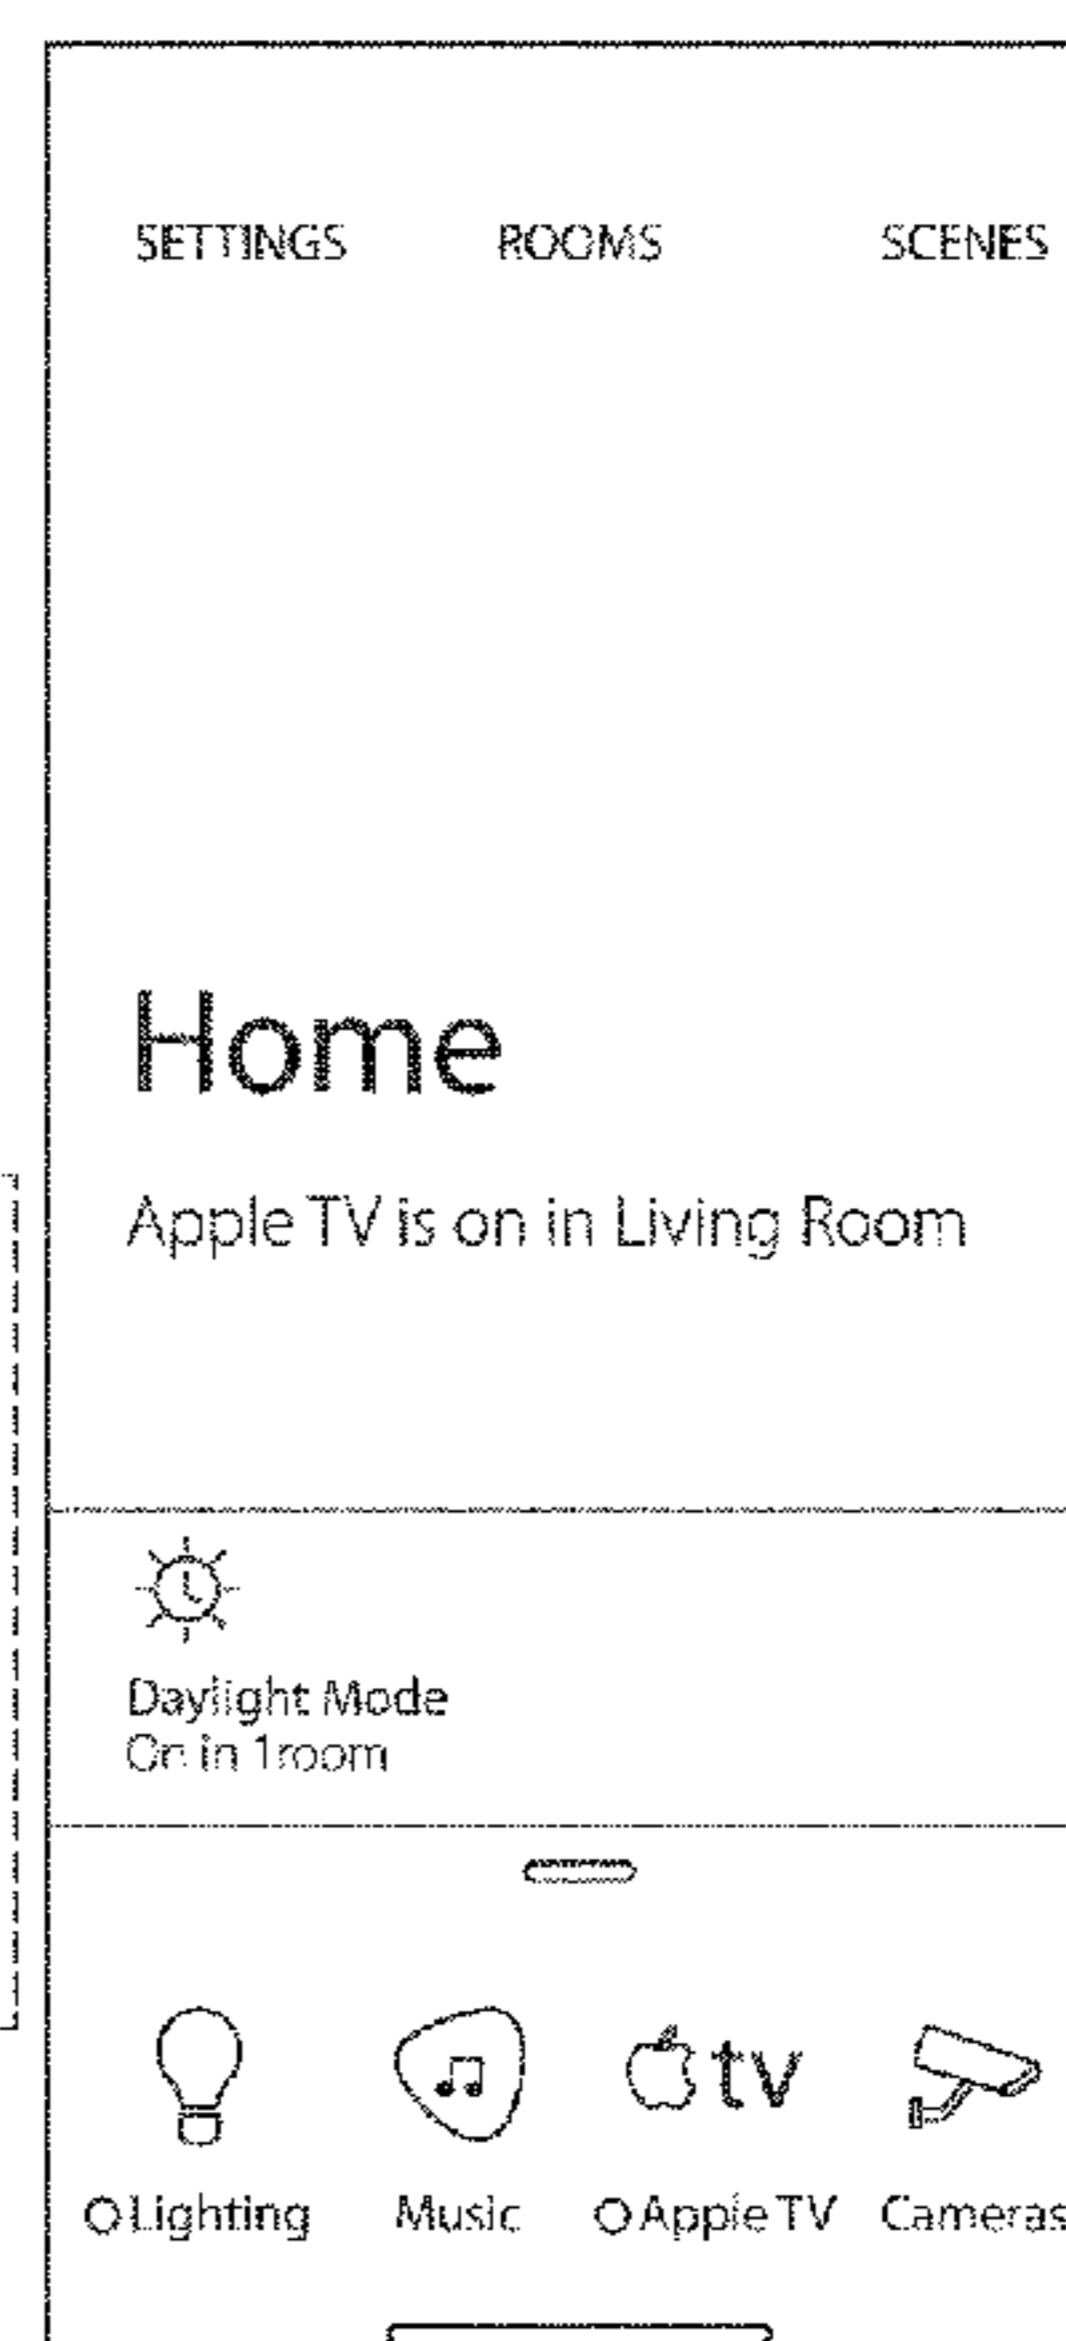 SETTINGS ROOMS SCENES
Home
Apple TV is on in Living Room
Daylight Mode
On in 1room
tv
Lighting Music Apple TV Cameras